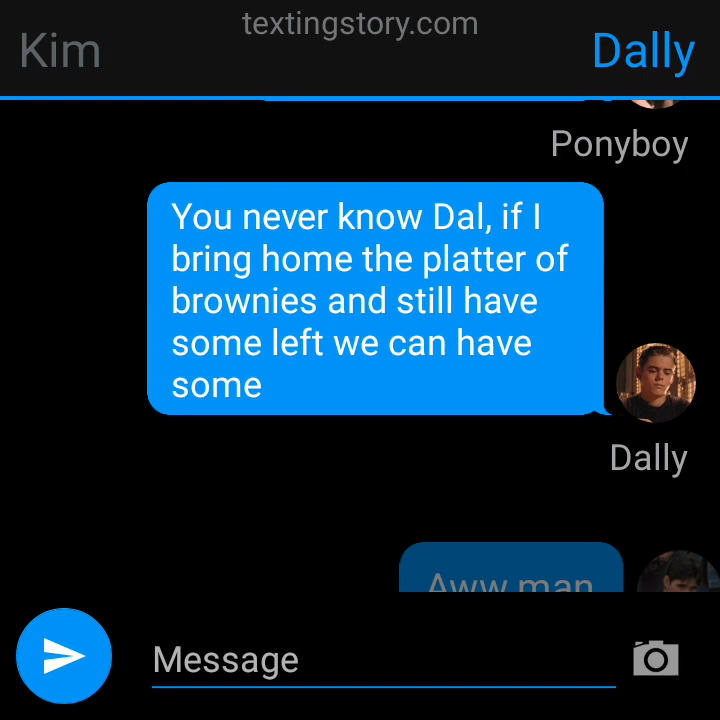 textingstory.com
Kim
Dally
Ponyboy
You never know Dal, if I
bring home the platter of
brownies and still have
some left we can have
some
Dally
Aww man
Message